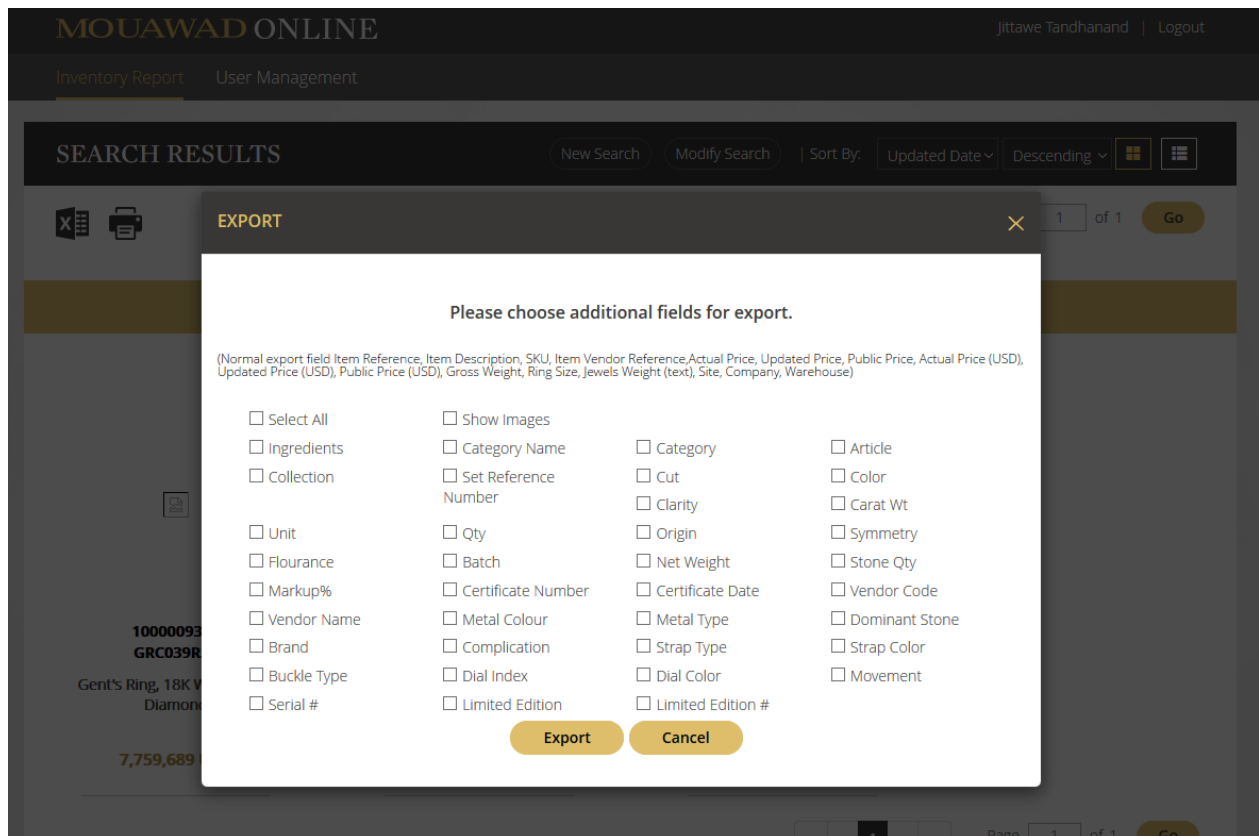 MOUAWAD ONLINE
Jittawe Tandhanand | Logout
Inventory Report User Management
SEARCH RESULTS
New Search Modify Search | Sort By: Updated Date Descending
EXPORT
1 of 1 Go
Please choose additional fields for export.
(Normal export field Item Reference, Item Description, SKU, Item Vendor Reference,Actual Price, Updated Price, Public Price, Actual Price (USD),
Updated Price (USD), Public Price (USD), Gross Weight, Ring Size, Jewels Weight (text), Site, Company, Warehouse)
Select All Show Images
Ingredients Category Name Category Article
Collection Set Reference Cut Color
Number
Clarity Carat Wt
Unit Qty Origin Symmetry
Flourance Batch Net Weight Stone Qty
Markup% Certificate Number Certificate Date Vendor Code
Vendor Name Metal Colour Metal Type Dominant Stone
Brand Complication Strap Type Strap Color
Buckle Type Dial Index Dial Color Movement
Serial # Limited Edition Limited Edition #
Export Cancel
10000093
GRC039R
Gent's Ring, 18K
Diamon
7,759,689
1 Page 1 of 1 Go